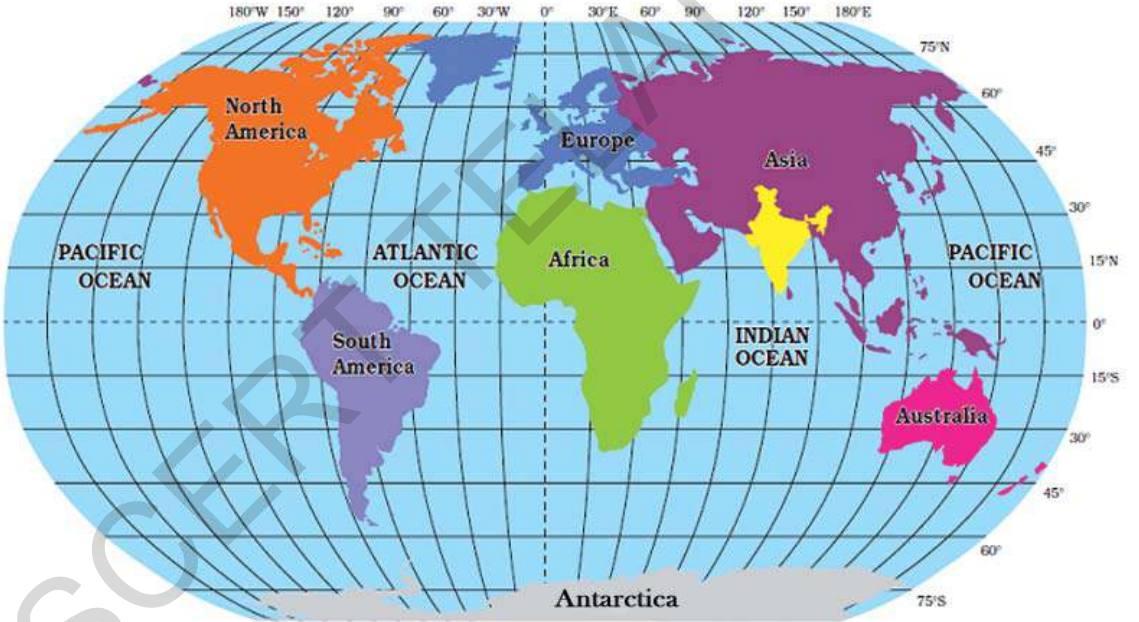 180°W 150° 120° 90° 60° 30°W 0° 30°E 60° 90° 120° 150° 180°E
75°N
60°
North
America
Europe
45°
Asia
30°
PACIFIC
OCEAN
ATLANTIC
OCEAN
Africa
PACIFIC
OCEAN
15°N
0°
South
America
INDIAN
OCEAN
15°S
Australia
30°
45°
60°
Antarctica
75°S